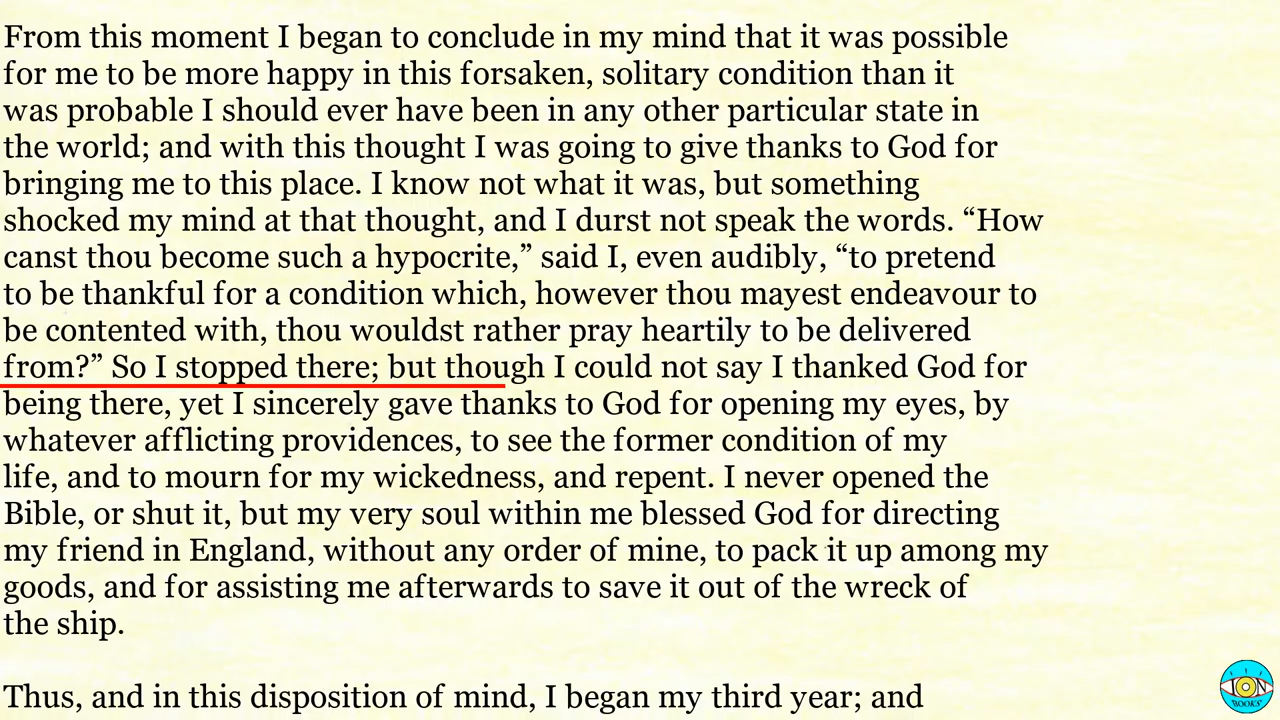 From this moment I began to conclude in my mind that it was possible
for me to be more happy in this forsaken, solitary condition than it
was probable I should ever have been in any other particular state in
the world; and with this thought I was going to give thanks to God for
bringing me to this place. I know not what it was, but something
shocked my mind at that thought, and I durst not speak the words. “How
canst thou become such a hypocrite,” said I, even audibly, “to pretend
to be thankful for a condition which, however thou mayest endeavour to
be contented with, thou wouldst rather pray heartily to be delivered
from?” So I stopped there; but though I could not say I thanked God for
being there, yet I sincerely gave thanks to God for opening my eyes, by
whatever afflicting providences, to see the former condition of my
life, and to mourn for my wickedness, and repent. I never opened the
Bible, or shut it, but my very soul within me blessed God for directing
my friend in England, without any order of mine, to pack it up among my
goods, and for assisting me afterwards to save it out of the wreck of
the ship.
Thus, and in this disposition of mind, I began my third year; and
ION
BOOKS